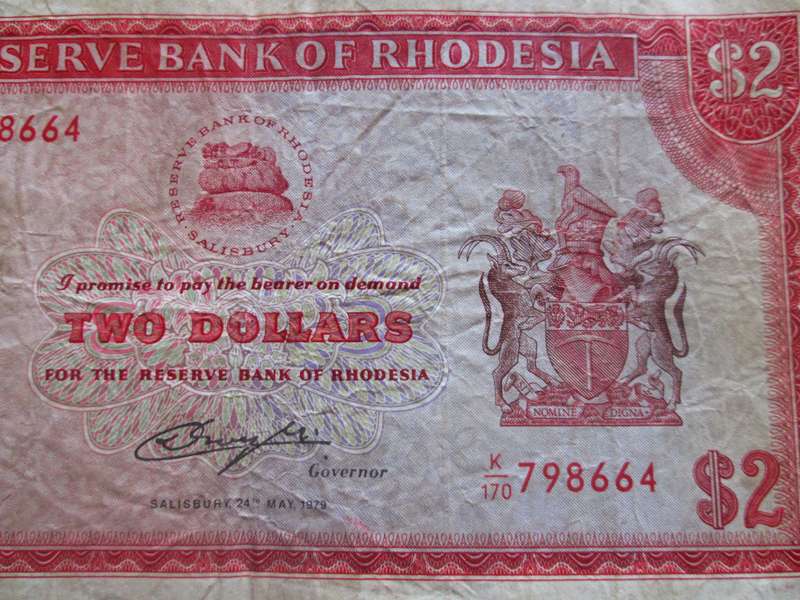 SERVE BANK OF RHODESIA
$2
8664
RESERVE BANK OF RHODESIA
SALISBURY
I promise to pay the bearer on demand
TWO DOLLARS
FOR THE RESERVE BANK OF RHODESIA
Governor
SALISBURY, 24TH MAY, 1979
NOMINE DIGNA
K/170 798664
$2